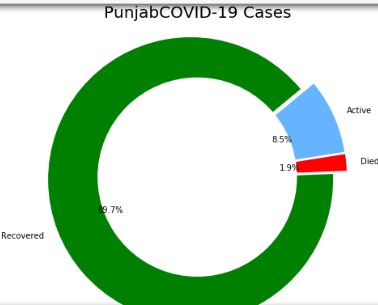 PunjabCOVID-19 Cases
Active
8.5%
Died
1.9%
89.7%
Recovered